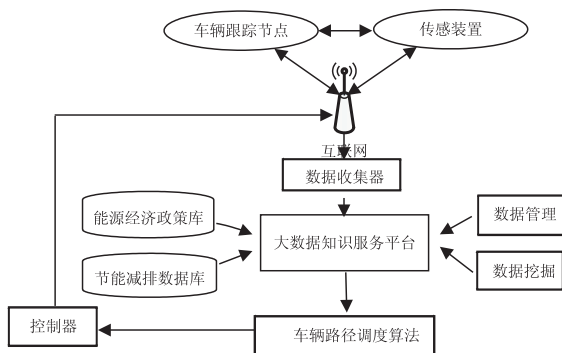 车辆跟踪节点
传感装置
互联网
数据收集器
能源经济政策库
大数据知识服务平台
数据管理
节能减排数据库
数据挖掘
控制器
车辆路径调度算法